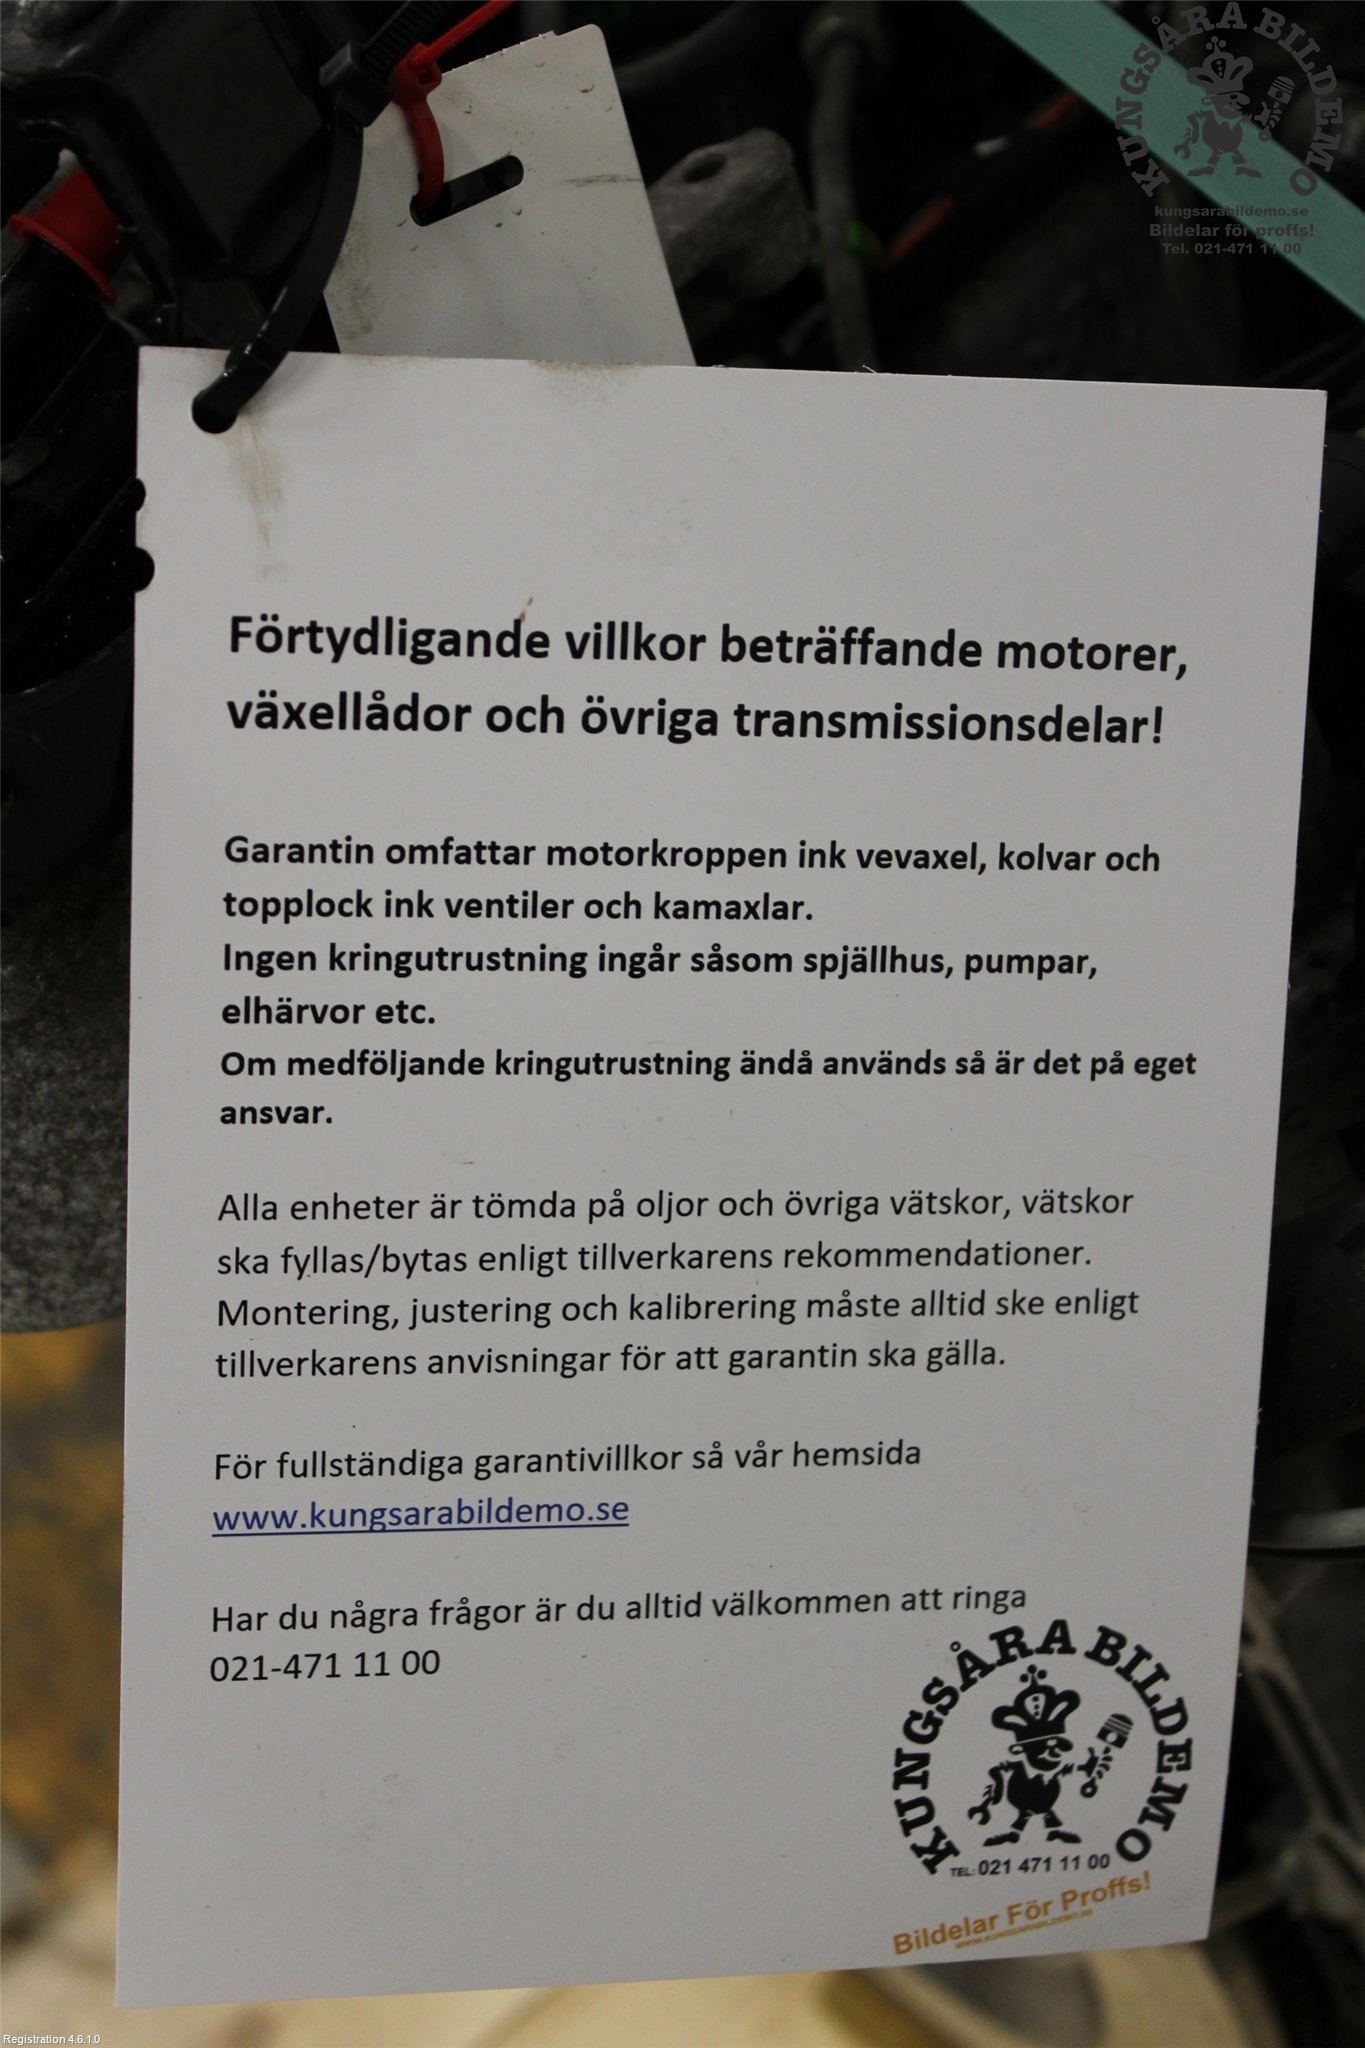 KUNGSÅRA BILDEMO
kungsarabildemo.se
Bildelar för proffs!
Tel. 021-471 11 00
Förtydligande villkor beträffande motorer,
växellådor och övriga transmissionsdelar!
Garantin omfattar motorkroppen ink vevaxel, kolvar och
topplock ink ventiler och kamaxlar.
Ingen kringutrustning ingår såsom spjällhus, pumpar,
elhärvor etc.
Om medföljande kringutrustning ändå används så är det på eget
ansvar.
Alla enheter är tömda på oljor och övriga vätskor, vätskor
ska fyllas/bytas enligt tillverkarens rekommendationer.
Montering, justering och kalibrering måste alltid ske enligt
tillverkarens anvisningar för att garantin ska gälla.
För fullständiga garantivillkor så vår hemsida
www.kungsarabildemo.se
Har du några frågor är du alltid välkommen att ringa
021-471 11 00
KUNGSÅRA BILDEMO
TEL: 021 471 11 00
Bildelar För Proffs!
WWW.KUNGSARABILDEMO.SE
Registration 4.6.1.0